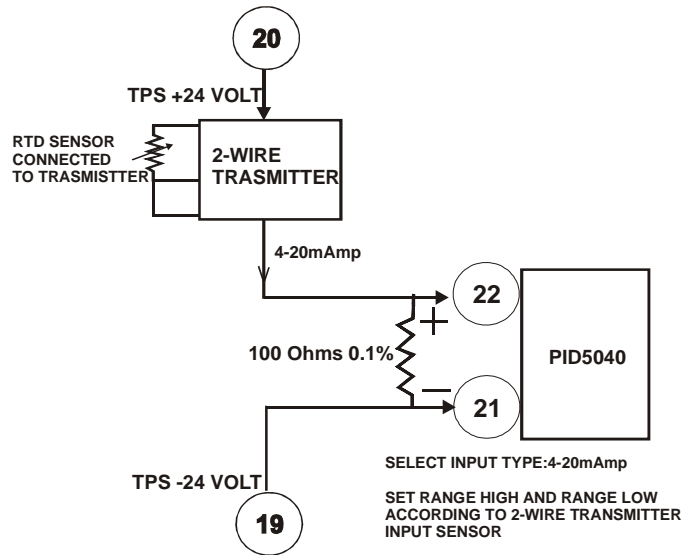 20
TPS +24 VOLT
RTD SENSOR
CONNECTED
TO TRASMISTTER
2-WIRE
TRASMITTER
4-20mAmp
22
+
100 Ohms 0.1%
PID5040
−
21
SELECT INPUT TYPE:4-20mAmp
TPS -24 VOLT
SET RANGE HIGH AND RANGE LOW
ACCORDING TO 2-WIRE TRANSMITTER
INPUT SENSOR
19